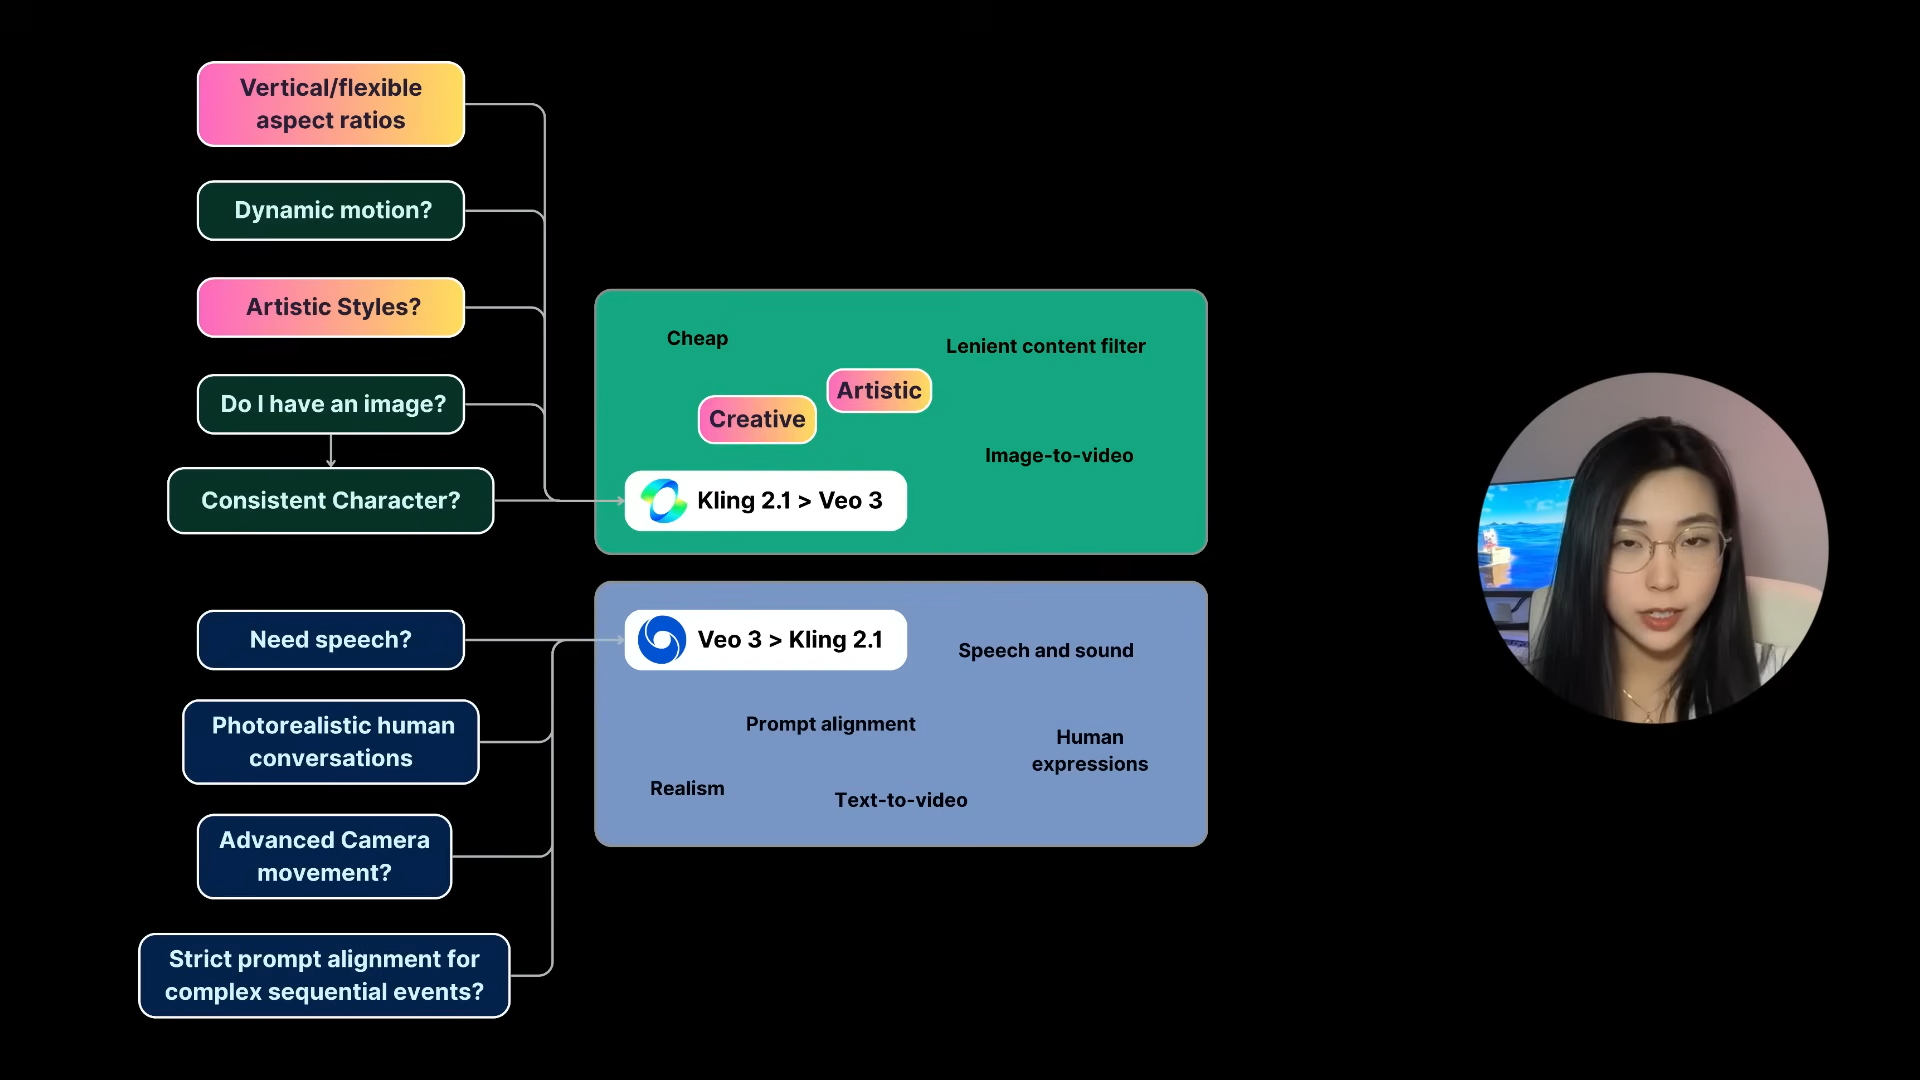 Vertical/flexible
aspect ratios
Dynamic motion?
Artistic Styles?
Do I have an image?
Consistent Character?
Cheap
Lenient content filter
Artistic
Creative
Image-to-video
Kling 2.1 > Veo 3
Need speech?
Photorealistic human
conversations
Advanced Camera
movement?
Strict prompt alignment for
complex sequential events?
Veo 3 > Kling 2.1
Speech and sound
Prompt alignment
Human
expressions
Realism
Text-to-video